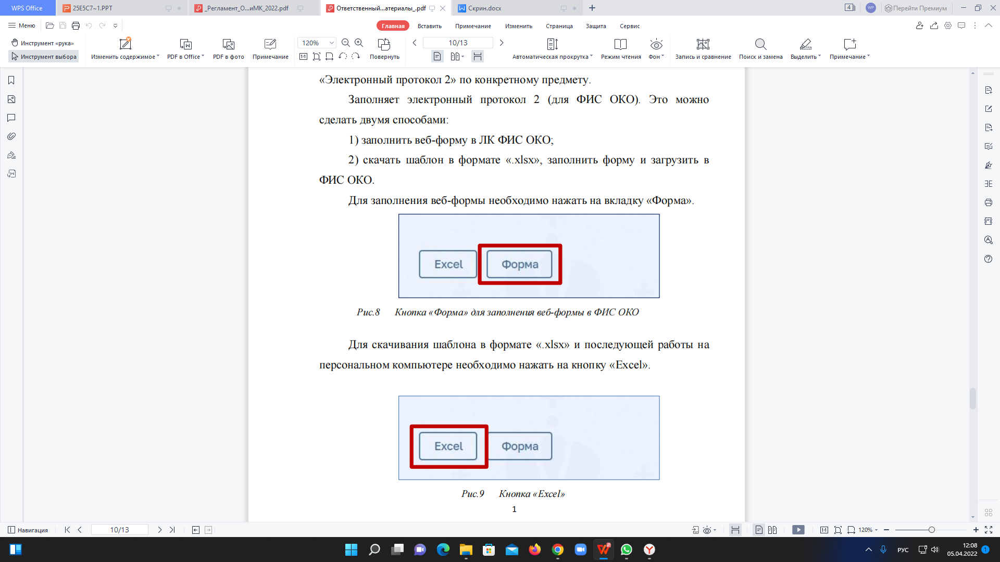 WPS Office
25E5C7~1.PPT
_Регламент_О...иМК_2022.pdf
Ответственный...атериалы_.pdf
Скрин.docx
4
WP
Перейти Премиум
Меню
Главная
Вставить
Примечание
Изменить
Страница
Защита
Сервис
Инструмент «рука»
Инструмент выбора
Изменить содержимое
PDF в Office
PDF в фото
Примечание
120%
1:1
Повернуть
10/13
Автоматическая прокрутка
Режим чтения
Фон
Запись и сравнение
Поиск и замена
Выделить
Примечание
«Электронный протокол 2» по конкретному предмету.
Заполняет электронный протокол 2 (для ФИС ОКО). Это можно
сделать двумя способами:
1) заполнить веб-форму в ЛК ФИС ОКО;
2) скачать шаблон в формате «.xlsx», заполнить форму и загрузить в
ФИС ОКО.
Для заполнения веб-формы необходимо нажать на вкладку «Форма».
Excel
Форма
Рис.8 Кнопка «Форма» для заполнения веб-формы в ФИС ОКО
Для скачивания шаблона в формате «.xlsx» и последующей работы на
персональном компьютере необходимо нажать на кнопку «Excel».
Excel
Форма
Рис.9 Кнопка «Excel»
1
Навигация
10/13
1:1
120%
РУС
12:08
05.04.2022
1